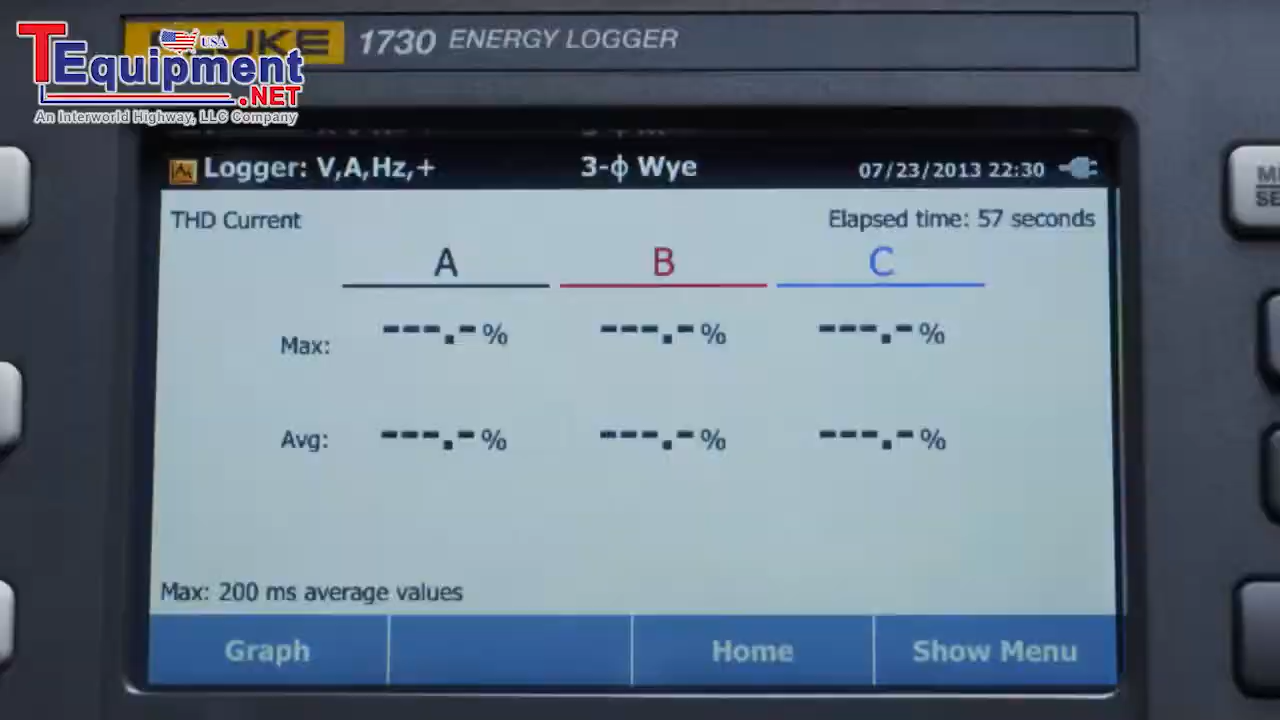 USA
TEquipment
.NET
An Interworld Highway, LLC Company
1730 ENERGY LOGGER
Logger: V,A,Hz,+ 3-ϕ Wye 07/23/2013 22:30
THD Current Elapsed time: 57 seconds
A B C
Max: ---.-% ---.-% ---.-%
Avg: ---.-% ---.-% ---.-%
Max: 200 ms average values
Graph Home Show Menu